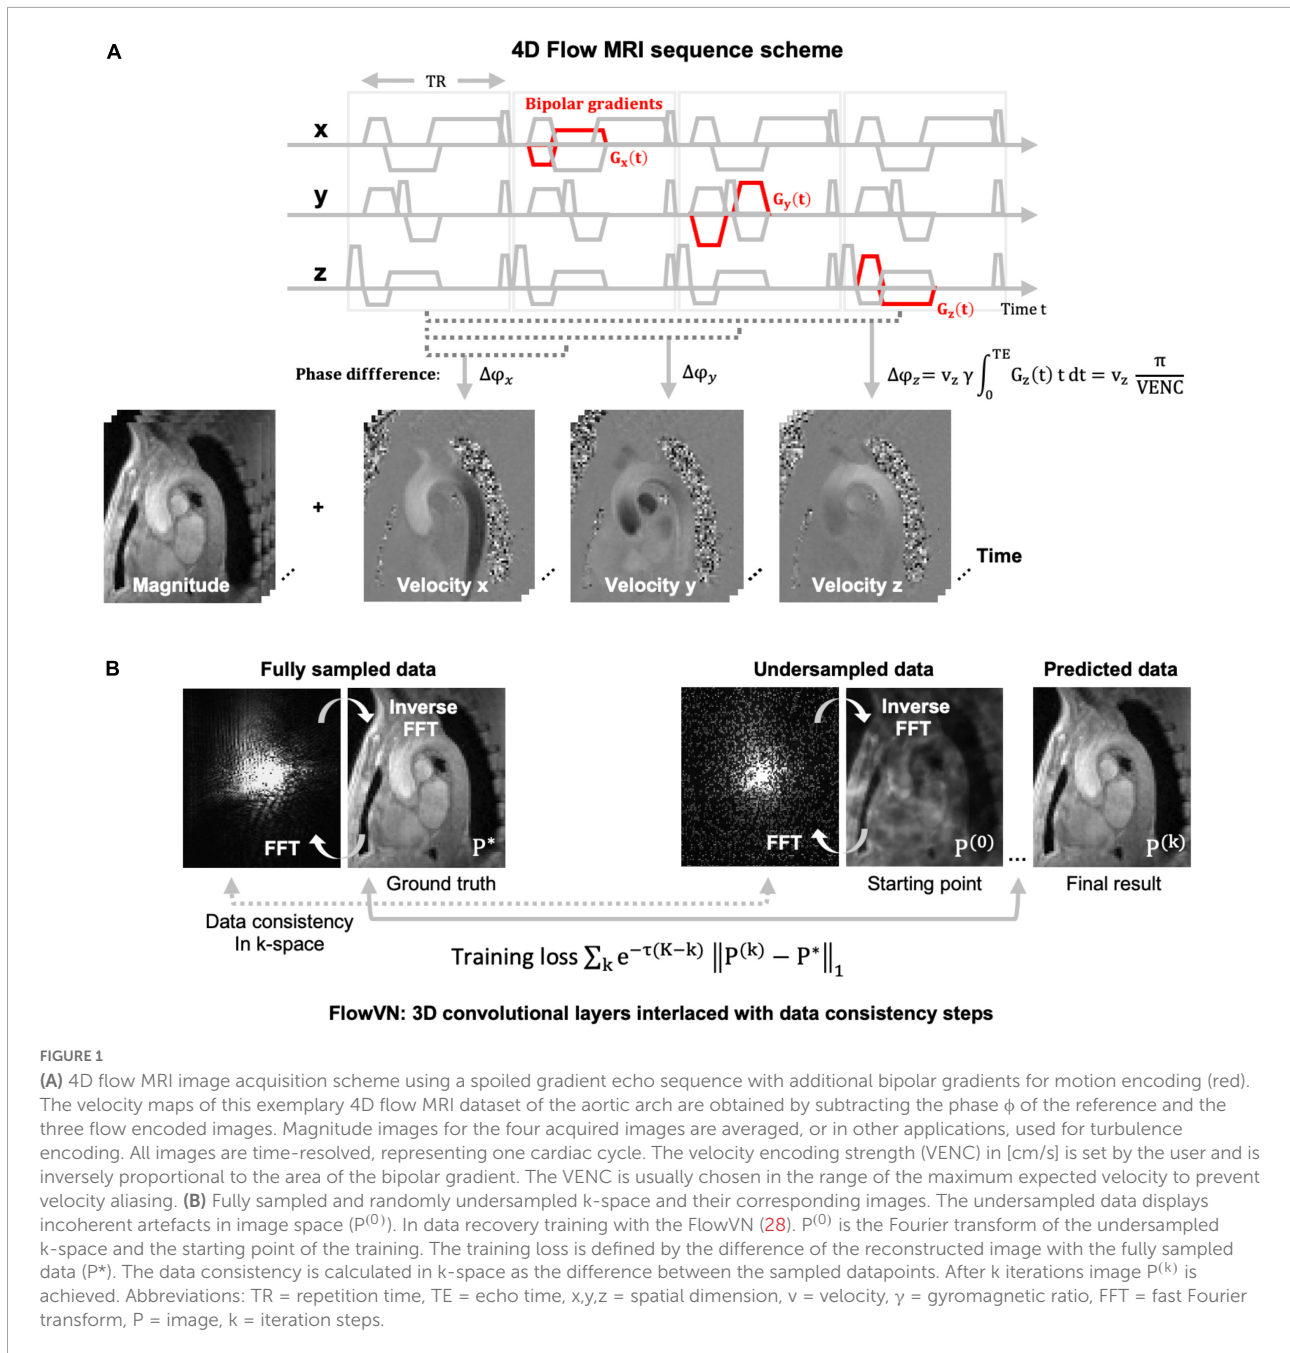 A
4D Flow MRI sequence scheme
TR
Bipolar gradients
x
Gx(t)
y
Gy(t)
z
Gz(t)
Time t
Phase diffference:
Δφx
Δφy
Δφz= vz γ ∫₀^TE Gz(t) t dt = vz π/VENC
+
Magnitude
...
Velocity x
...
Velocity y
...
Velocity z
...
Time
B
Fully sampled data
Undersampled data
Predicted data
Inverse
FFT
FFT
P*
Inverse
FFT
FFT
P(0)
...
P(k)
Ground truth
Starting point
Final result
Data consistency
In k-space
Training loss ∑k e^−τ(K−k) ‖P(k) − P*‖1
FlowVN: 3D convolutional layers interlaced with data consistency steps
FIGURE 1
(A) 4D flow MRI image acquisition scheme using a spoiled gradient echo sequence with additional bipolar gradients for motion encoding (red).
The velocity maps of this exemplary 4D flow MRI dataset of the aortic arch are obtained by subtracting the phase ϕ of the reference and the
three flow encoded images. Magnitude images for the four acquired images are averaged, or in other applications, used for turbulence
encoding. All images are time-resolved, representing one cardiac cycle. The velocity encoding strength (VENC) in [cm/s] is set by the user and is
inversely proportional to the area of the bipolar gradient. The VENC is usually chosen in the range of the maximum expected velocity to prevent
velocity aliasing. (B) Fully sampled and randomly undersampled k-space and their corresponding images. The undersampled data displays
incoherent artefacts in image space (P(0)). In data recovery training with the FlowVN (28). P(0) is the Fourier transform of the undersampled
k-space and the starting point of the training. The training loss is defined by the difference of the reconstructed image with the fully sampled
data (P*). The data consistency is calculated in k-space as the difference between the sampled datapoints. After k iterations image P(k) is
achieved. Abbreviations: TR = repetition time, TE = echo time, x,y,z = spatial dimension, v = velocity, γ = gyromagnetic ratio, FFT = fast Fourier
transform, P = image, k = iteration steps.